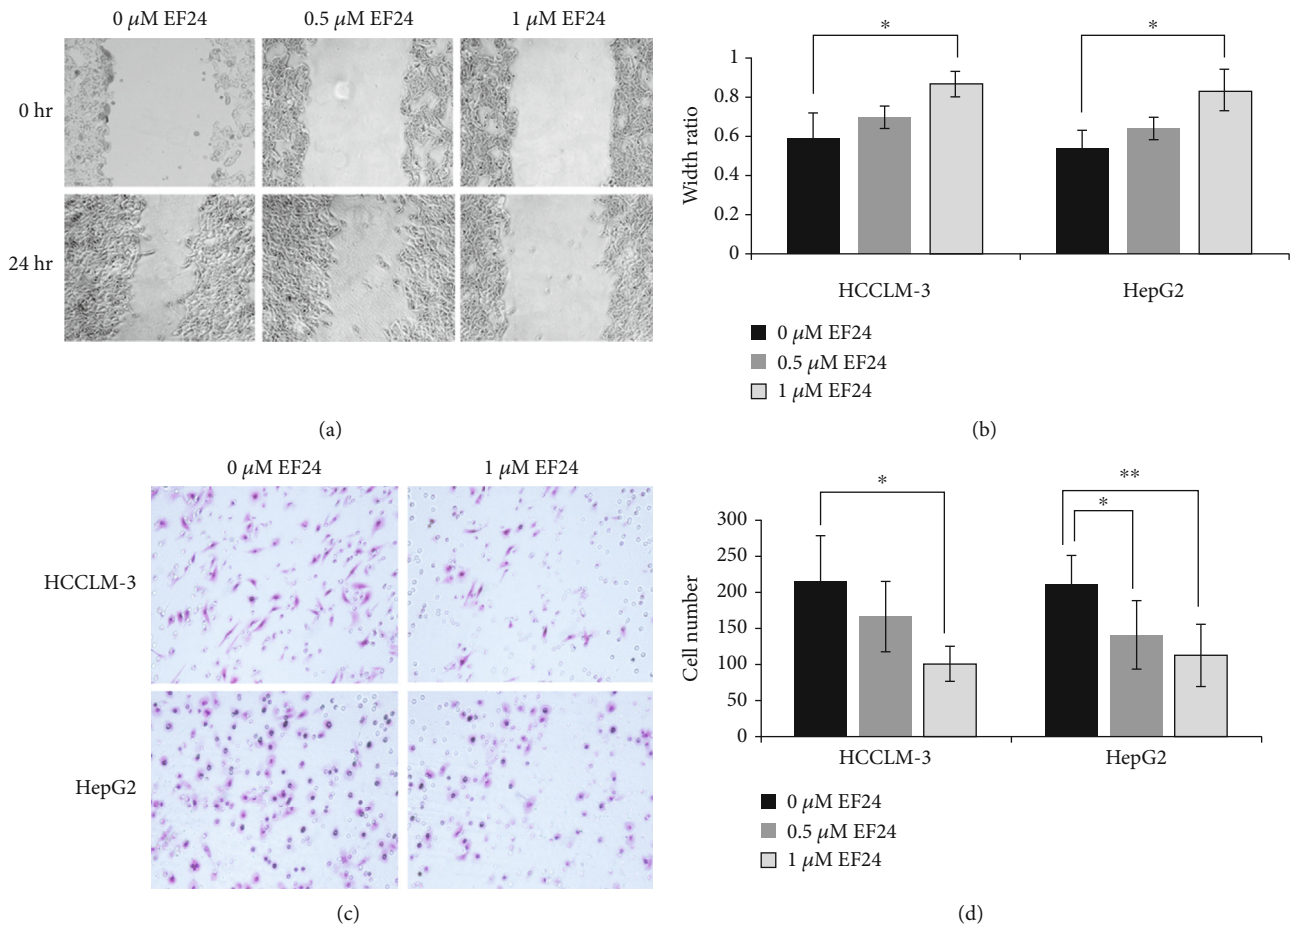 0 μM EF24 0.5 μM EF24 1 μM EF24
0 hr
24 hr
(a)
*
*
1
0.8
0.6
0.4
0.2
0
Width ratio
HCCLM-3 HepG2
0 μM EF24
0.5 μM EF24
1 μM EF24
(b)
0 μM EF24 1 μM EF24
HCCLM-3
HepG2
(c)
*
**
*
300
250
200
150
100
50
0
Cell number
HCCLM-3 HepG2
0 μM EF24
0.5 μM EF24
1 μM EF24
(d)